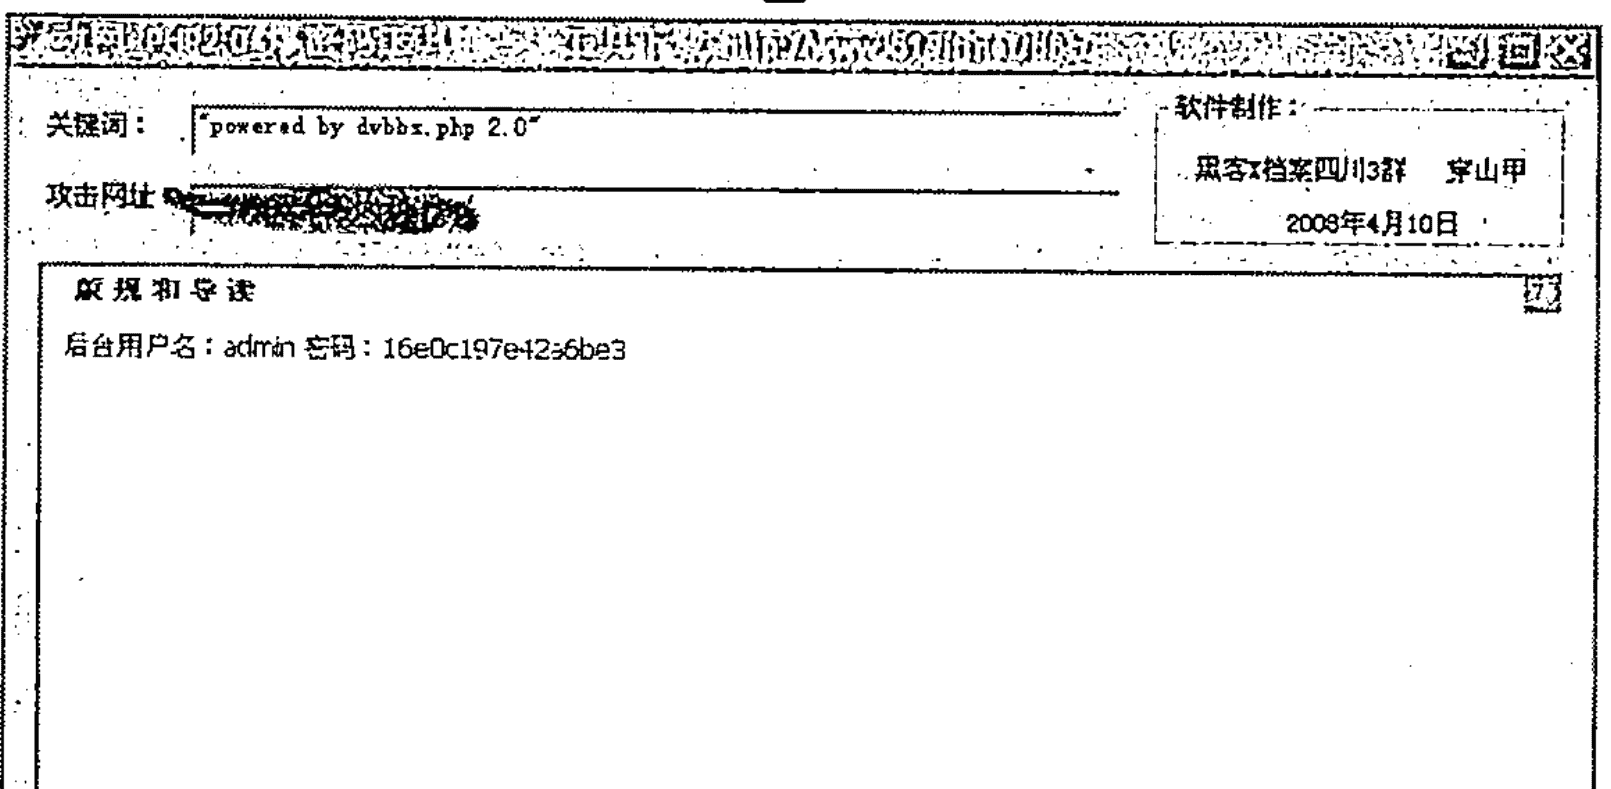 关键词：
"powered by dvbbs.php 2.0"
软件制作：
黑客X档案四川3群 穿山甲
攻击网址
2008年4月10日
版规和导读
后台用户名：admin 密码：16e0c197e42a6be3